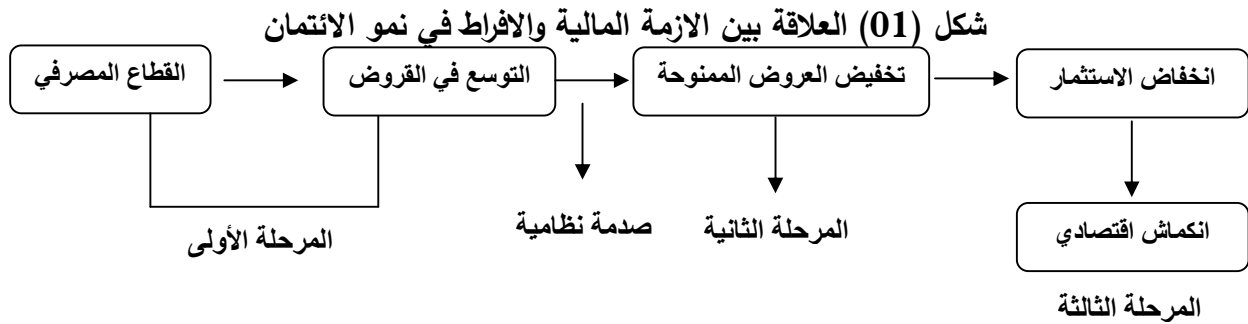 شكل (01) العلاقة بين الازمة المالية والافراط في نمو الائتمان
القطاع المصرفي
التوسع في القروض
تخفيض العروض الممنوحة
انخفاض الاستثمار
المرحلة الأولى
صدمة نظامية
المرحلة الثانية
انكماش اقتصادي
المرحلة الثالثة